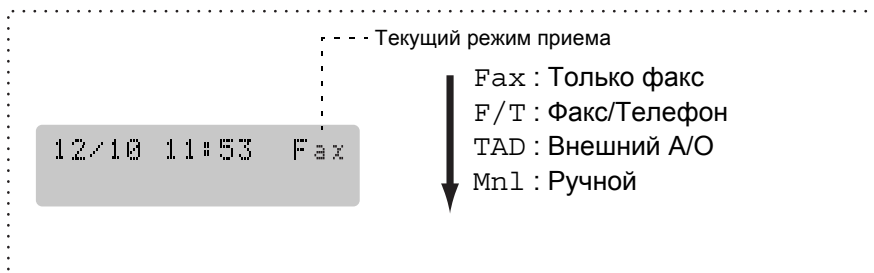 Текущий режим приема
Fax : Только факс
F/T : Факс/Телефон
12/10 11:53 Fax
TAD : Внешний А/О
Mnl : Ручной